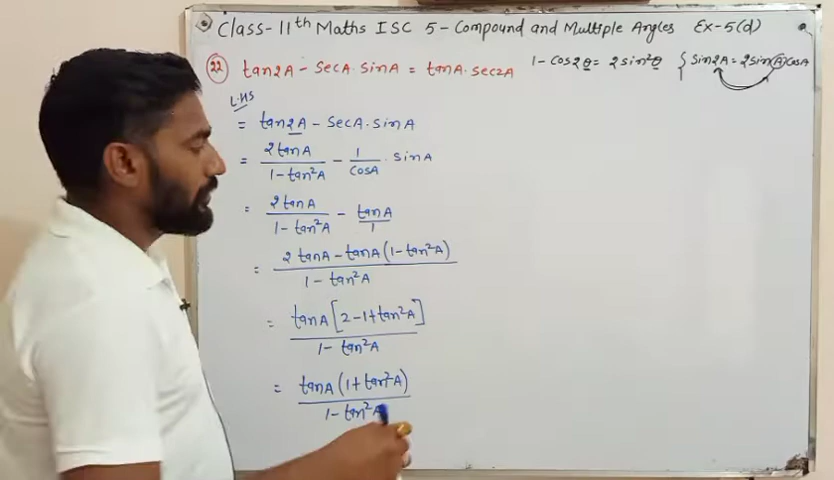 Class-11th Maths ISC 5-Compound and Multiple Angles Ex-5(d)
22 tan2A - SecA·SinA = tanA·sec2A
1 - cos2θ = 2sin²θ { Sin2A = 2sin(A)cosA
L.H.S
= tan2A - SecA·SinA
= 2tanA / 1-tan²A - 1 / cosA · sinA
= 2tanA / 1-tan²A - tanA / 1
= 2tanA - tanA(1-tan²A) / 1-tan²A
= tanA[2-1+tan²A] / 1-tan²A
= tanA(1+tan²A) / 1-tan²A